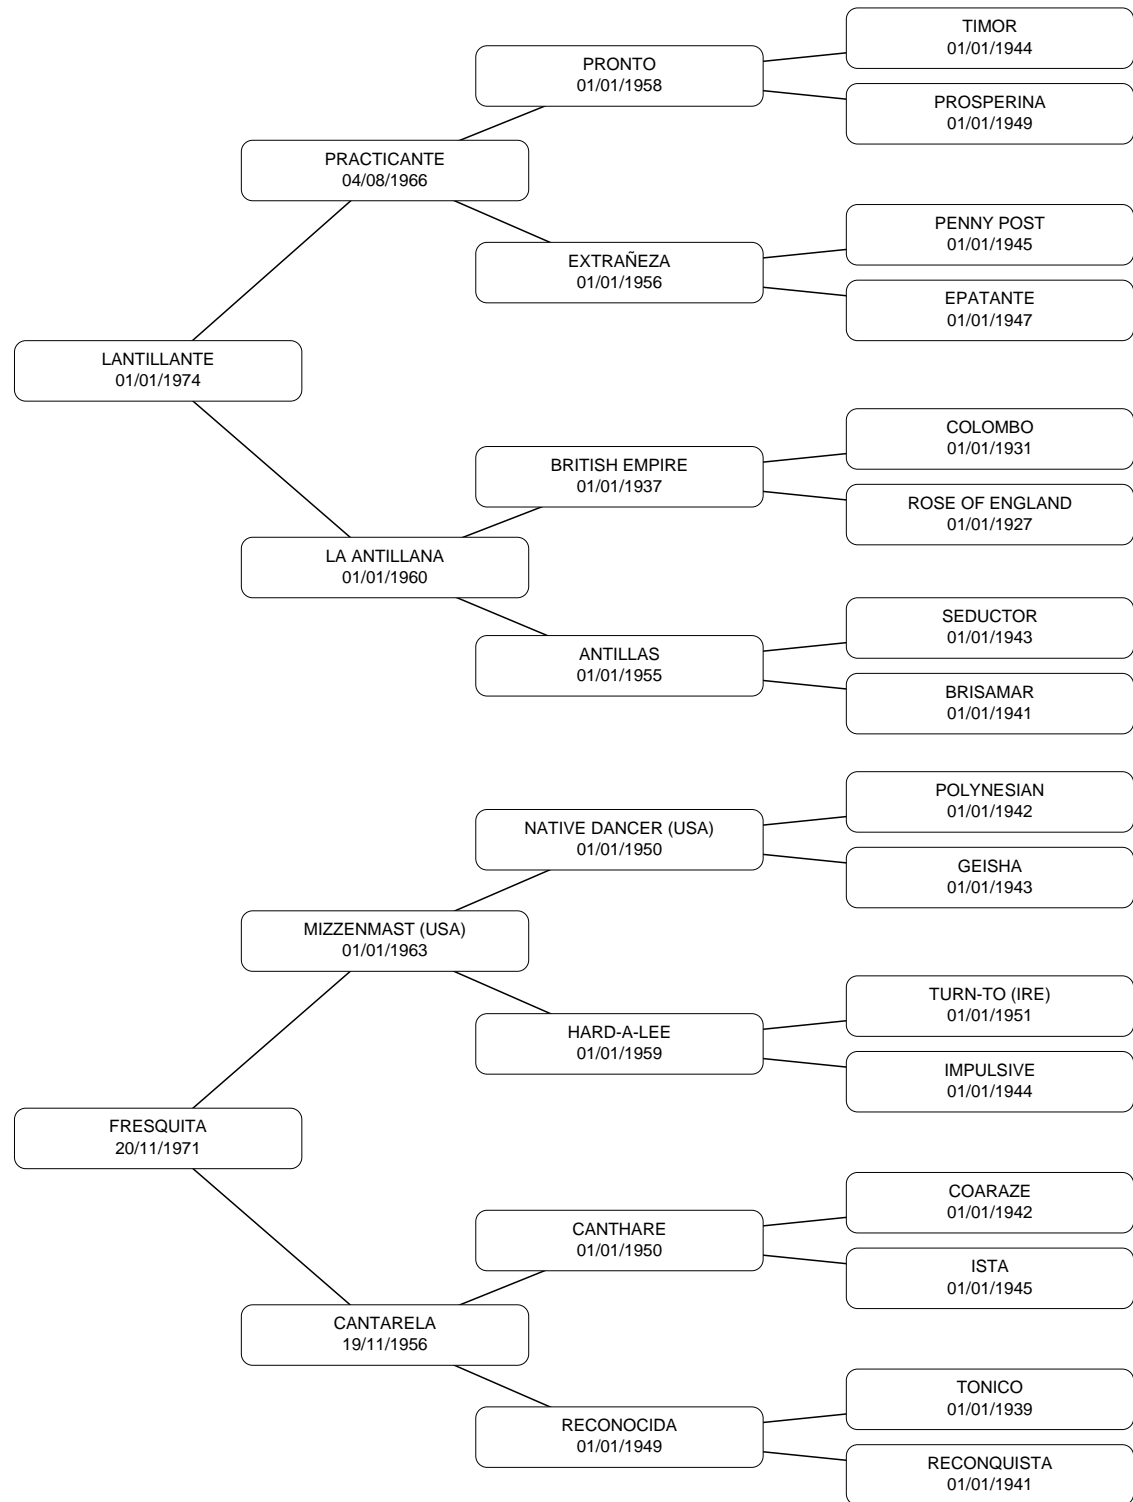 TIMOR
01/01/1944
PRONTO
01/01/1958
PROSPERINA
01/01/1949
PRACTICANTE
04/08/1966
PENNY POST
01/01/1945
EXTRAÑEZA
01/01/1956
EPATANTE
01/01/1947
LANTILLANTE
01/01/1974
COLOMBO
01/01/1931
BRITISH EMPIRE
01/01/1937
ROSE OF ENGLAND
01/01/1927
LA ANTILLANA
01/01/1960
SEDUCTOR
01/01/1943
ANTILLAS
01/01/1955
BRISAMAR
01/01/1941
POLYNESIAN
01/01/1942
NATIVE DANCER (USA)
01/01/1950
GEISHA
01/01/1943
MIZZENMAST (USA)
01/01/1963
TURN-TO (IRE)
01/01/1951
HARD-A-LEE
01/01/1959
IMPULSIVE
01/01/1944
FRESQUITA
20/11/1971
COARAZE
01/01/1942
CANTHARE
01/01/1950
ISTA
01/01/1945
CANTARELA
19/11/1956
TONICO
01/01/1939
RECONOCIDA
01/01/1949
RECONQUISTA
01/01/1941